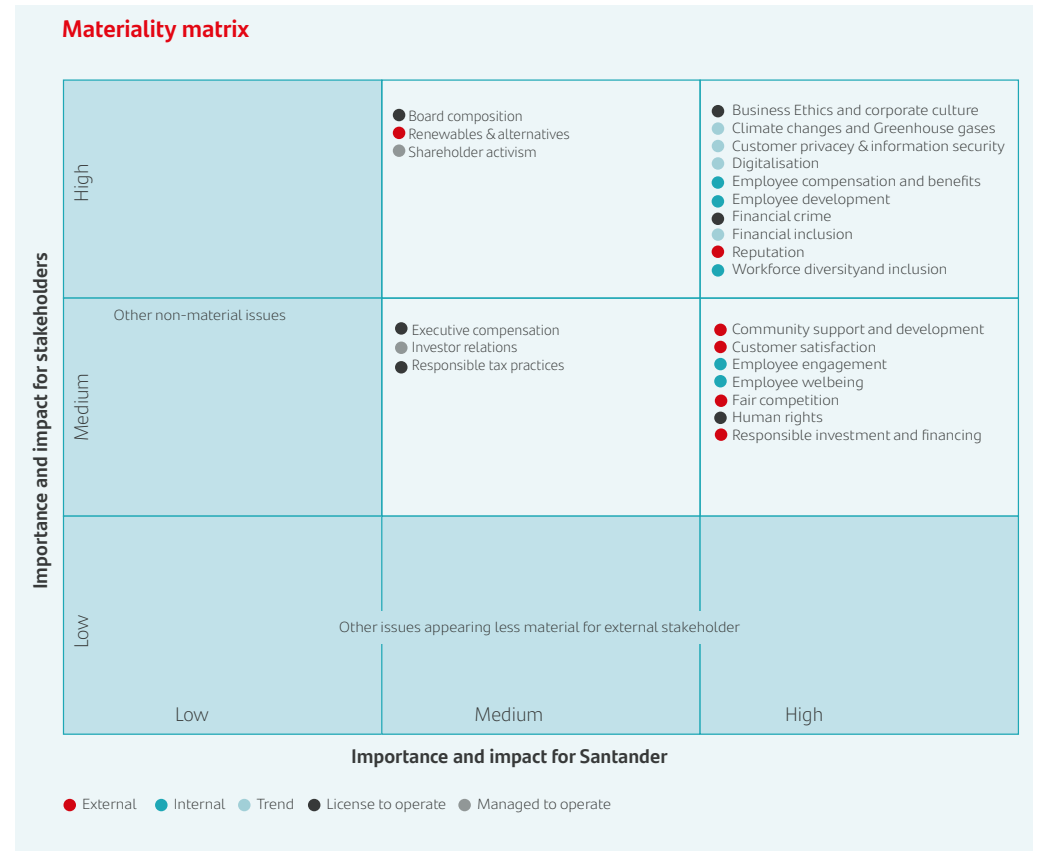 Materiality matrix
Importance and impact for stakeholders
High
Board composition
Renewables & alternatives
Shareholder activism
Business Ethics and corporate culture
Climate changes and Greenhouse gases
Customer privacey & information security
Digitalisation
Employee compensation and benefits
Employee development
Financial crime
Financial inclusion
Reputation
Workforce diversityand inclusion
Medium
Other non-material issues
Executive compensation
Investor relations
Responsible tax practices
Community support and development
Customer satisfaction
Employee engagement
Employee welbeing
Fair competition
Human rights
Responsible investment and financing
Low
Other issues appearing less material for external stakeholder
Low
Medium
High
Importance and impact for Santander
External
Internal
Trend
License to operate
Managed to operate